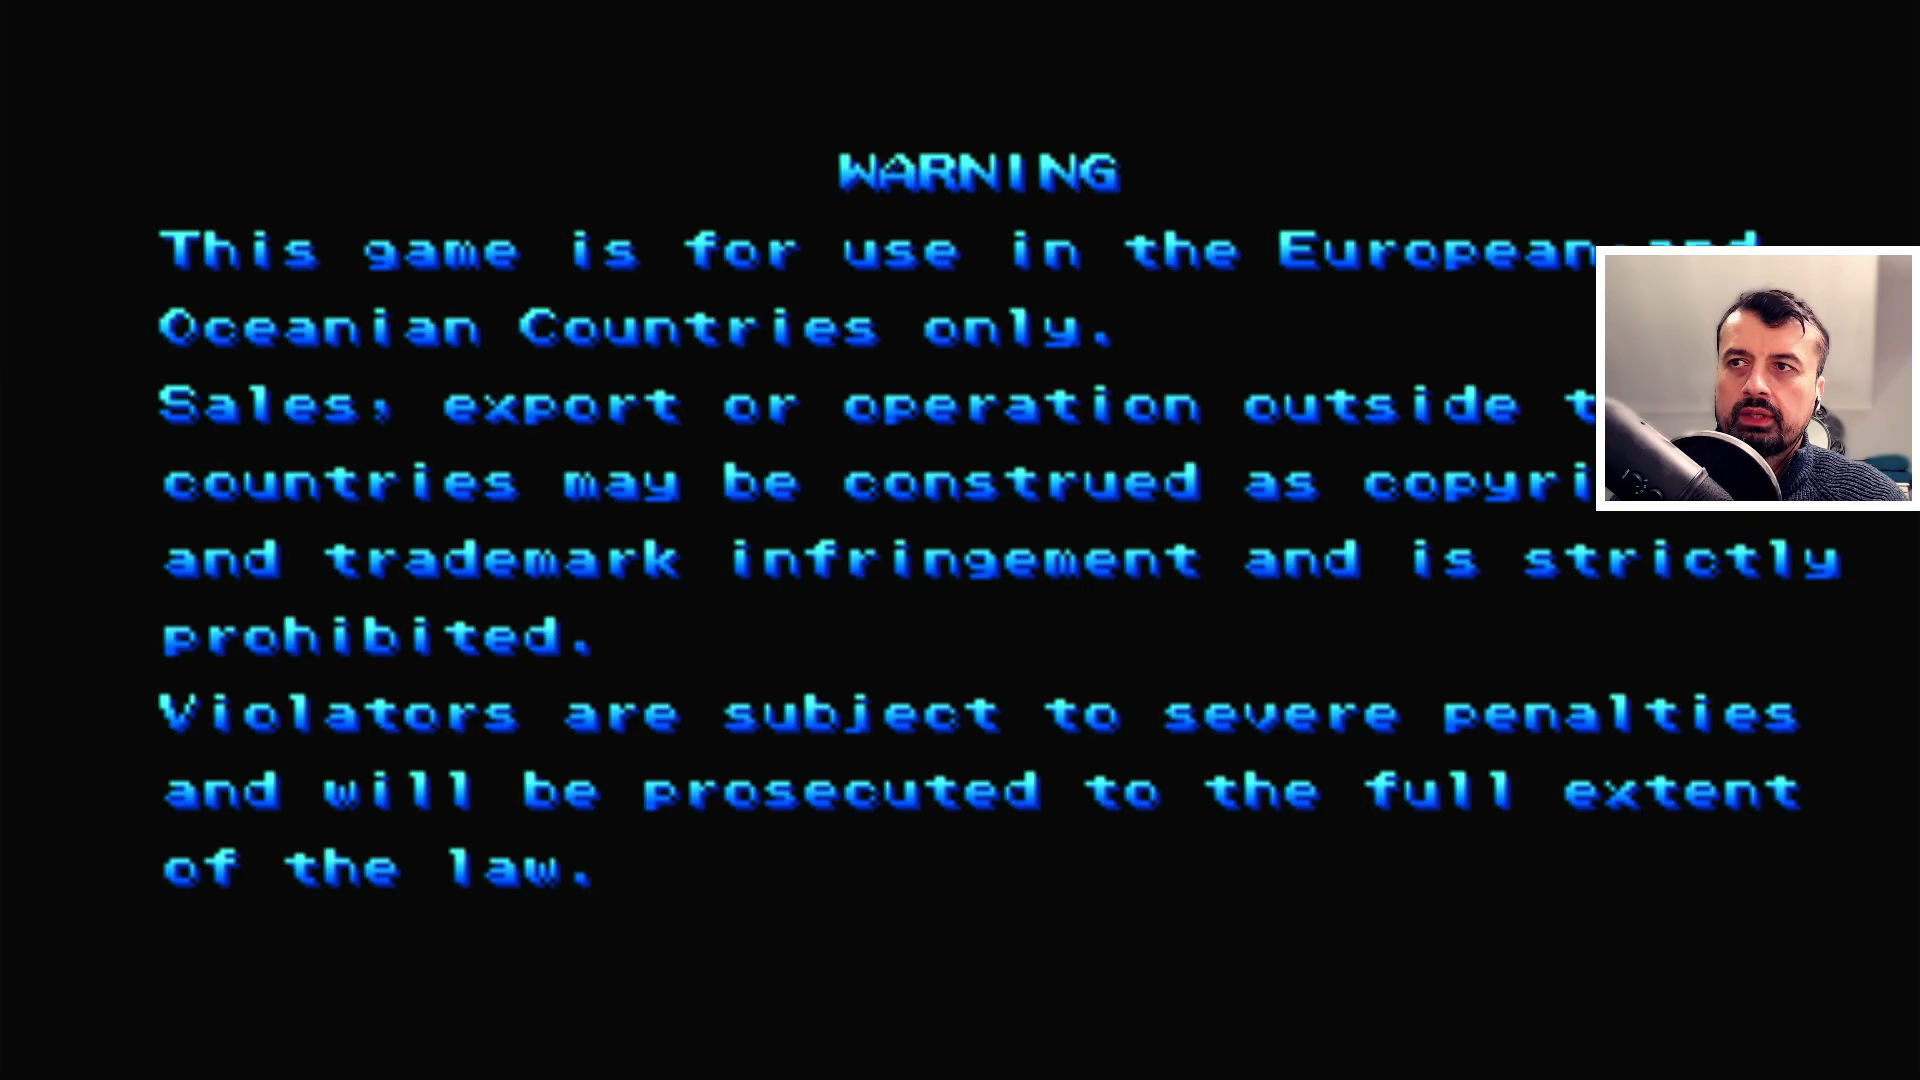 WARNING
This game is for use in the European and
Oceanian Countries only.
Sales, export or operation outside
countries may be construed as
and trademark infringement and is strictly
prohibited.
Violators are subject to severe penalties
and will be prosecuted to the full extent
of the law.